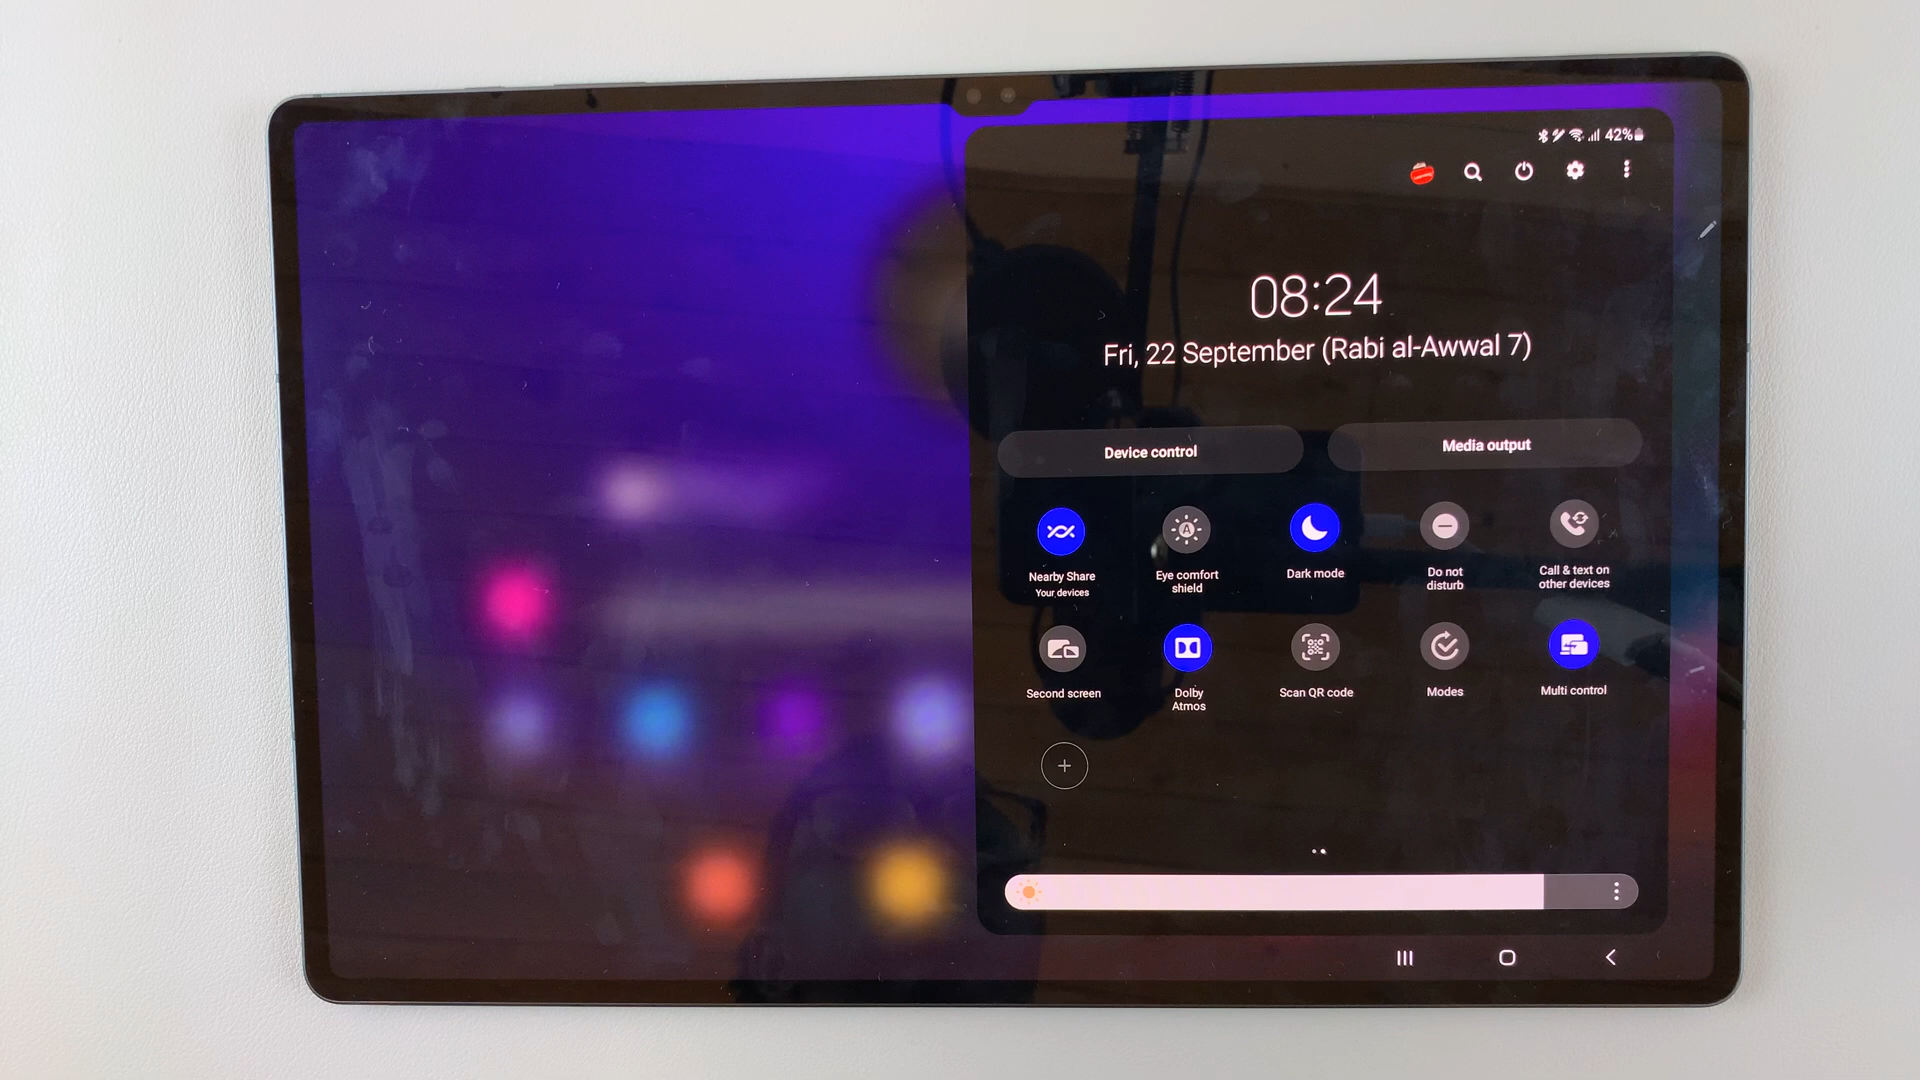 42%
08:24
Fri, 22 September (Rabi al-Awwal 7)
Device control
Media output
Nearby Share
Your devices
Eye comfort
shield
Dark mode
Do not
disturb
Call & text on
other devices
Second screen
Dolby
Atmos
Scan QR code
Modes
Multi control